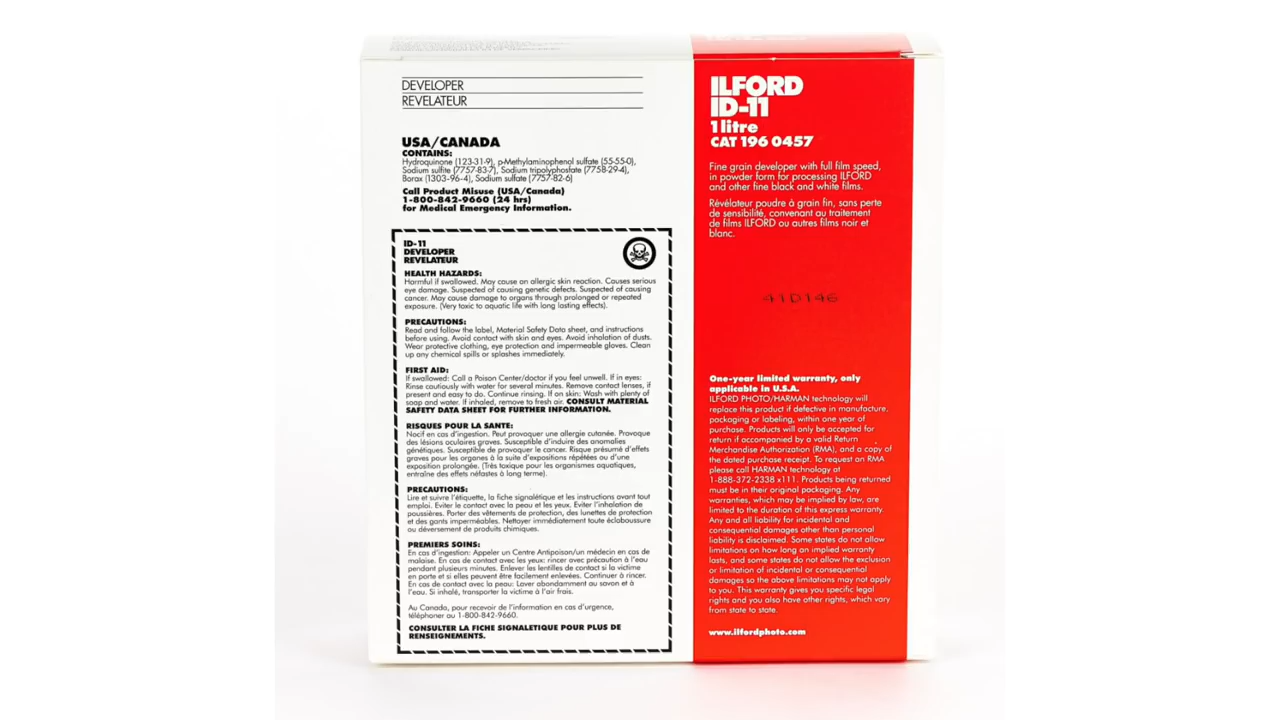 DEVELOPER
REVELATEUR
USA/CANADA
CONTAINS:
Hydroquinone (123-31-9), p-Methylaminophenol sulfate (55-55-0),
Sodium sulfite (7757-83-7), Sodium tripolyphosfate (7758-29-4),
Borax (1303-96-4), Sodium sulfate (7757-82-6)
Call Product Misuse (USA/Canada)
1-800-842-9660 (24 hrs)
for Medical Emergency Information.
ID-11
DEVELOPER
REVELATEUR
HEALTH HAZARDS:
Harmful if swallowed. May cause an allergic skin reaction. Causes serious
eye damage. Suspected of causing genetic defects. Suspected of causing
cancer. May cause damage to organs through prolonged or repeated
exposure. (Very toxic to aquatic life with long lasting effects).
PRECAUTIONS:
Read and follow the label, Material Safety Data sheet, and instructions
before using. Avoid contact with skin and eyes. Avoid inhalation of dusts.
Wear protective clothing, eye protection and impermeable gloves. Clean
up any chemical spills or splashes immediately.
FIRST AID:
If swallowed: Call a Poison Center/doctor if you feel unwell. If in eyes:
Rinse cautiously with water for several minutes. Remove contact lenses, if
present and easy to do. Continue rinsing. If on skin: Wash with plenty of
soap and water. If inhaled, remove to fresh air. CONSULT MATERIAL
SAFETY DATA SHEET FOR FURTHER INFORMATION.
RISQUES POUR LA SANTE:
Nocif en cas d'ingestion. Peut provoquer une allergie cutanée. Provoque
des lésions oculaires graves. Susceptible d'induire des anomalies
génétiques. Susceptible de provoquer le cancer. Risque présumé d'effets
graves pour les organes à la suite d'expositions répétées ou d'une
exposition prolongée. (Très toxique pour les organismes aquatiques,
entraîne des effets néfastes à long terme).
PRECAUTIONS:
Lire et suivre l'étiquette, la fiche signalétique et les instructions avant tout
emploi. Eviter le contact avec la peau et les yeux. Eviter l'inhalation de
poussières. Porter des vêtements de protection, des lunettes de protection
et des gants imperméables. Nettoyer immédiatement toute éclaboussure
ou déversement de produits chimiques.
PREMIERS SOINS:
En cas d'ingestion: Appeler un Centre Antipoison/un médecin en cas de
malaise. En cas de contact avec les yeux: rincer avec précaution à l'eau
pendant plusieurs minutes. Enlever les lentilles de contact si la victime
en porte et si elles peuvent être facilement enlevées. Continuer à rincer.
En cas de contact avec la peau: Laver abondamment au savon et à
l'eau. Si inhalé, transporter la victime à l'air frais.
Au Canada, pour recevoir de l'information en cas d'urgence,
téléphoner au 1-800-842-9660.
CONSULTER LA FICHE SIGNALETIQUE POUR PLUS DE
RENSEIGNEMENTS.
ILFORD
ID-11
1 litre
CAT 196 0457
Fine grain developer with full film speed,
in powder form for processing ILFORD
and other fine black and white films.
Révélateur poudre à grain fin, sans perte
de sensibilité, convenant au traitement
de films ILFORD ou autres films noir et
blanc.
41D146
One-year limited warranty, only
applicable in U.S.A.
ILFORD PHOTO/HARMAN technology will
replace this product if defective in manufacture,
packaging or labeling, within one year of
purchase. Products will only be accepted for
return if accompanied by a valid Return
Merchandise Authorization (RMA), and a copy of
the dated purchase receipt. To request an RMA
please call HARMAN technology at
1-888-372-2338 x111. Products being returned
must be in their original packaging. Any
warranties, which may be implied by law, are
limited to the duration of this express warranty.
Any and all liability for incidental and
consequential damages other than personal
liability is disclaimed. Some states do not allow
limitations on how long an implied warranty
lasts, and some states do not allow the exclusion
or limitation of incidental or consequential
damages so the above limitations may not apply
to you. This warranty gives you specific legal
rights and you also have other rights, which vary
from state to state.
www.ilfordphoto.com